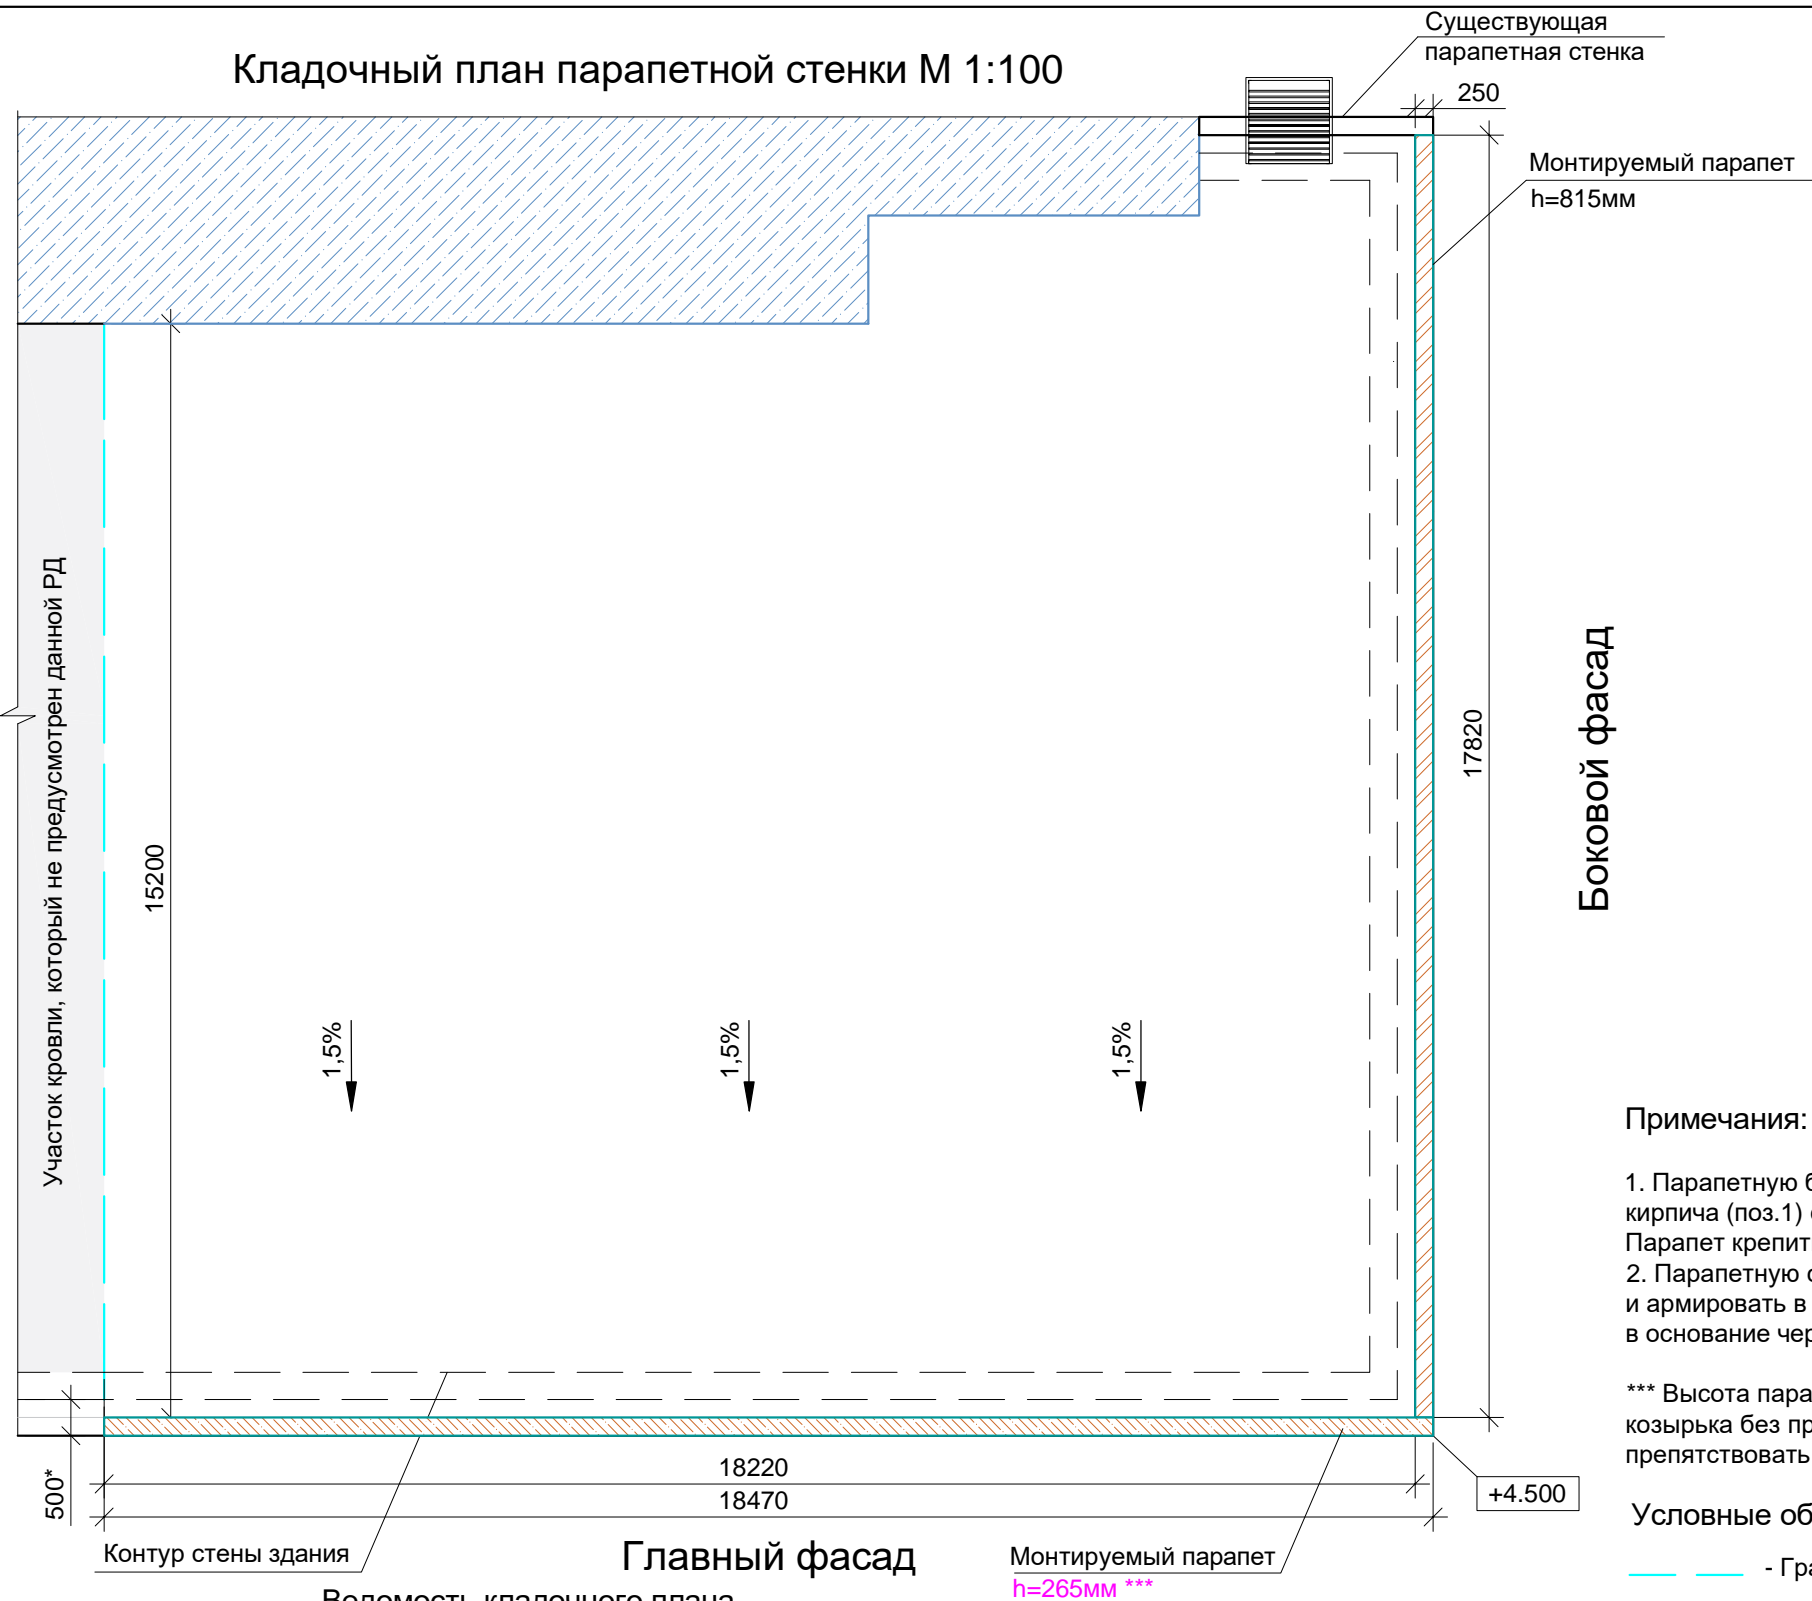 Кладочный план парапетной стенки М 1:100
Существующая
парапетная стенка
250
Монтируемый парапет
h=815мм
Участок кровли, который не предусмотрен данной РД
15200
17820
Боковой фасад
1,5%
1,5%
1,5%
Примечания:
1. Парапетную
кирпича (поз.1)
Парапет крепит
2. Парапетную
и армировать в
в основание чер
*** Высота пара
козырька без пр
препятствовать
500*
18220
18470
+4.500
Условные об
Контур стены здания
Главный фасад
Монтируемый парапет
h=265мм ***
- Гра
Ведомость кладочного плана